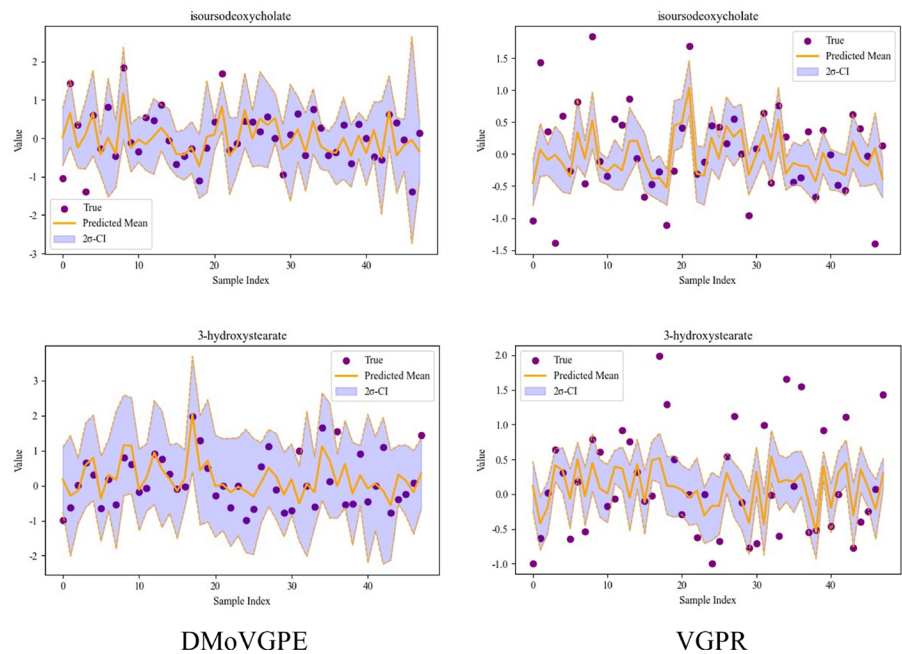 isoursodeoxycholate
2
1
0
-1
-2
-3
Value
True
Predicted Mean
2σ-CI
0
10
20
30
40
Sample Index
isoursodeoxycholate
1.5
1.0
0.5
0.0
-0.5
-1.0
-1.5
Value
True
Predicted Mean
2σ-CI
0
10
20
30
40
Sample Index
3-hydroxystearate
3
2
1
0
-1
-2
Value
True
Predicted Mean
2σ-CI
0
10
20
30
40
Sample Index
3-hydroxystearate
2.0
1.5
1.0
0.5
0.0
-0.5
-1.0
Value
True
Predicted Mean
2σ-CI
0
10
20
30
40
Sample Index
DMoVGPE
VGPR